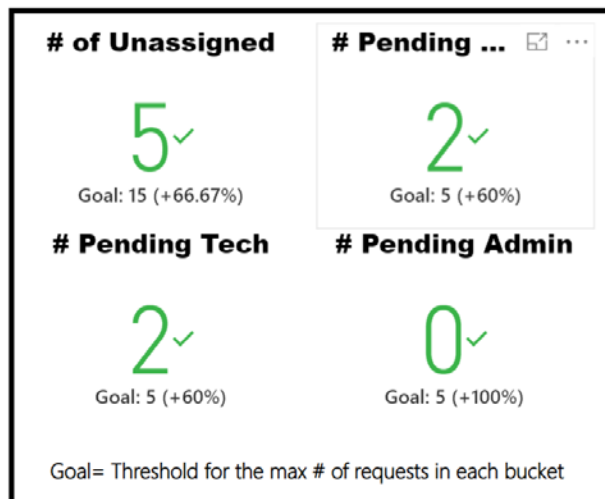 # of Unassigned
# Pending ...
5
2
Goal: 15 (+66.67%)
Goal: 5 (+60%)
# Pending Tech
# Pending Admin
2
0
Goal: 5 (+60%)
Goal: 5 (+100%)
Goal= Threshold for the max # of requests in each bucket